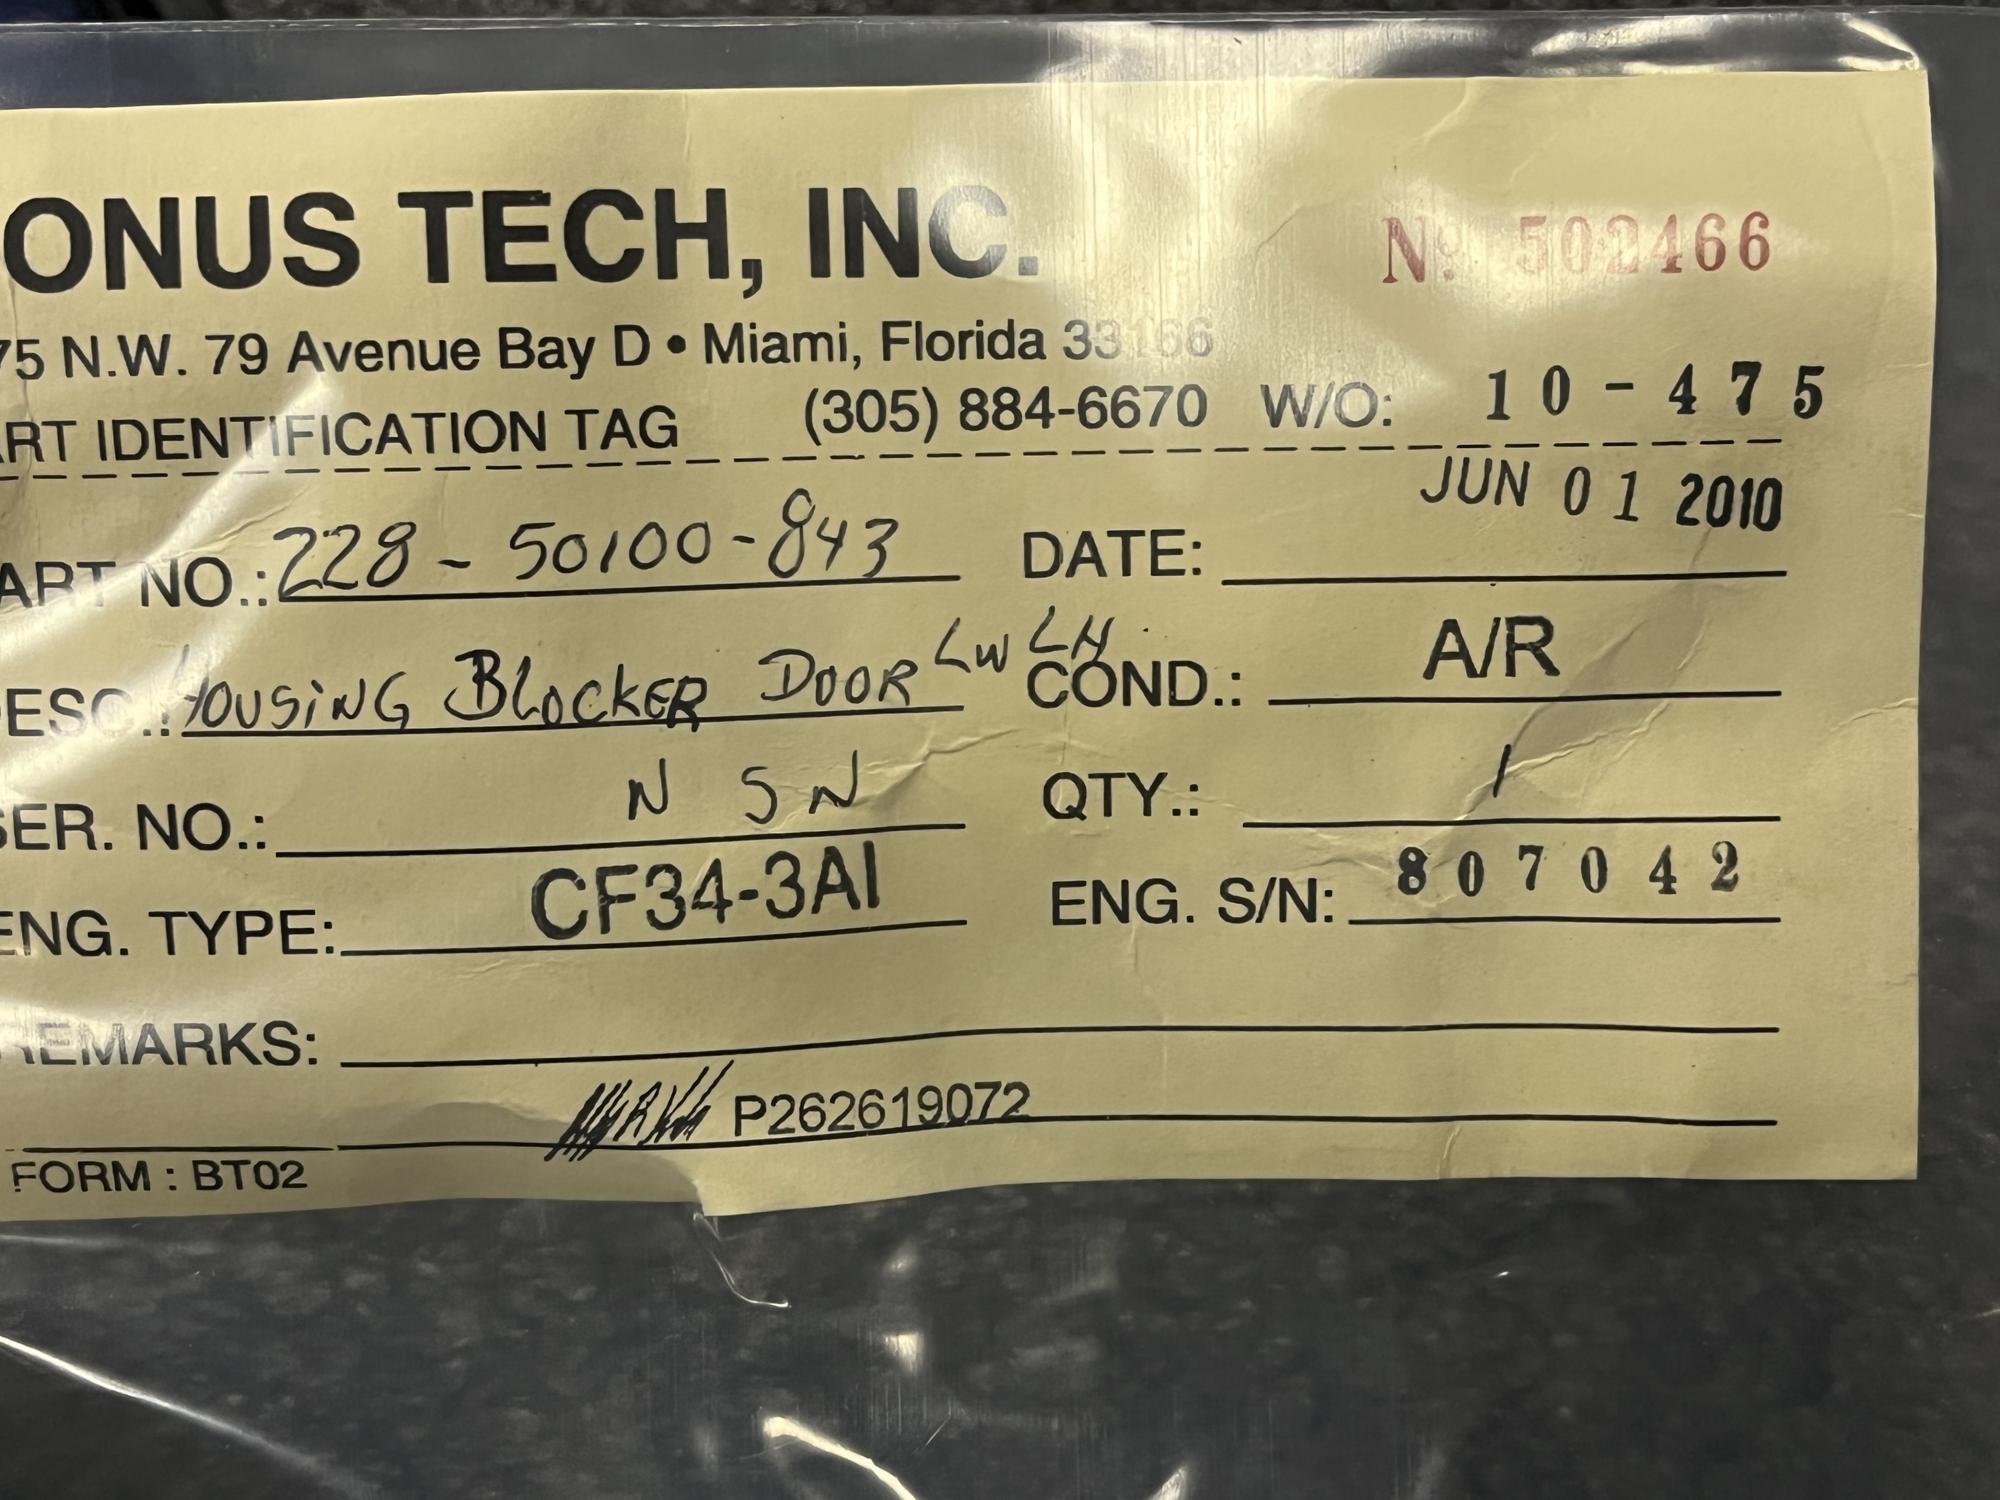 ONUS TECH, INC. Nº 502466
75 N.W. 79 Avenue Bay D • Miami, Florida 33166
ART IDENTIFICATION TAG (305) 884-6670 W/O: 10-475
ART NO.: 228-50100-843 DATE: JUN 01 2010
ESC.: HOUSING BLOCKER DOOR LW LH COND.: A/R
SER. NO.: N S N QTY.: 1
ENG. TYPE: CF34-3A1 ENG. S/N: 807042
REMARKS:
P262619072
FORM : BT02